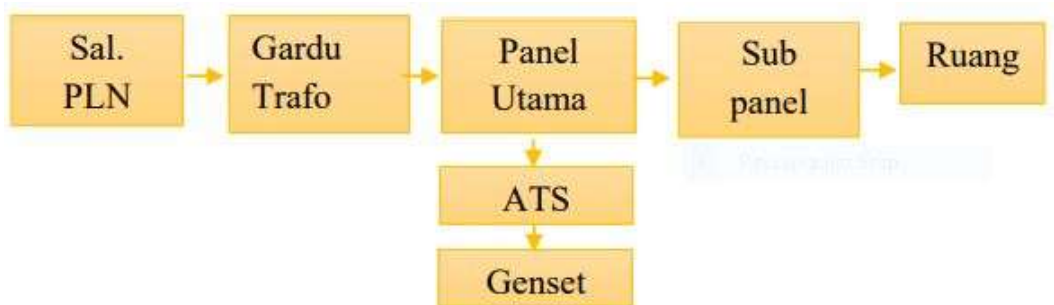 Sal.
PLN
Gardu
Trafo
Panel
Utama
Sub
panel
Ruang
ATS
Genset